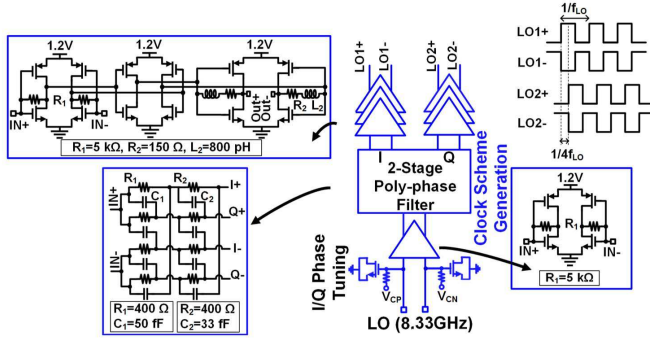 1.2V 1.2V 1.2V
R1
IN+ IN-
Out+
Out-
R2 L2
R1=5 kΩ, R2=150 Ω, L2=800 pH
LO1+
LO1-
LO2+
LO2-
I Q
2-Stage
Poly-phase
Filter
Clock Scheme
Generation
1/fLO
LO1+
LO1-
LO2+
LO2-
1/4fLO
R1 R2
IN+
IN-
C1 C2
I+
Q+
I-
Q-
R1=400 Ω
C1=50 fF
R2=400 Ω
C2=33 fF
I/Q Phase
Tuning
VCP VCN
LO (8.33GHz)
1.2V
R1
IN+ IN-
R1=5 kΩ